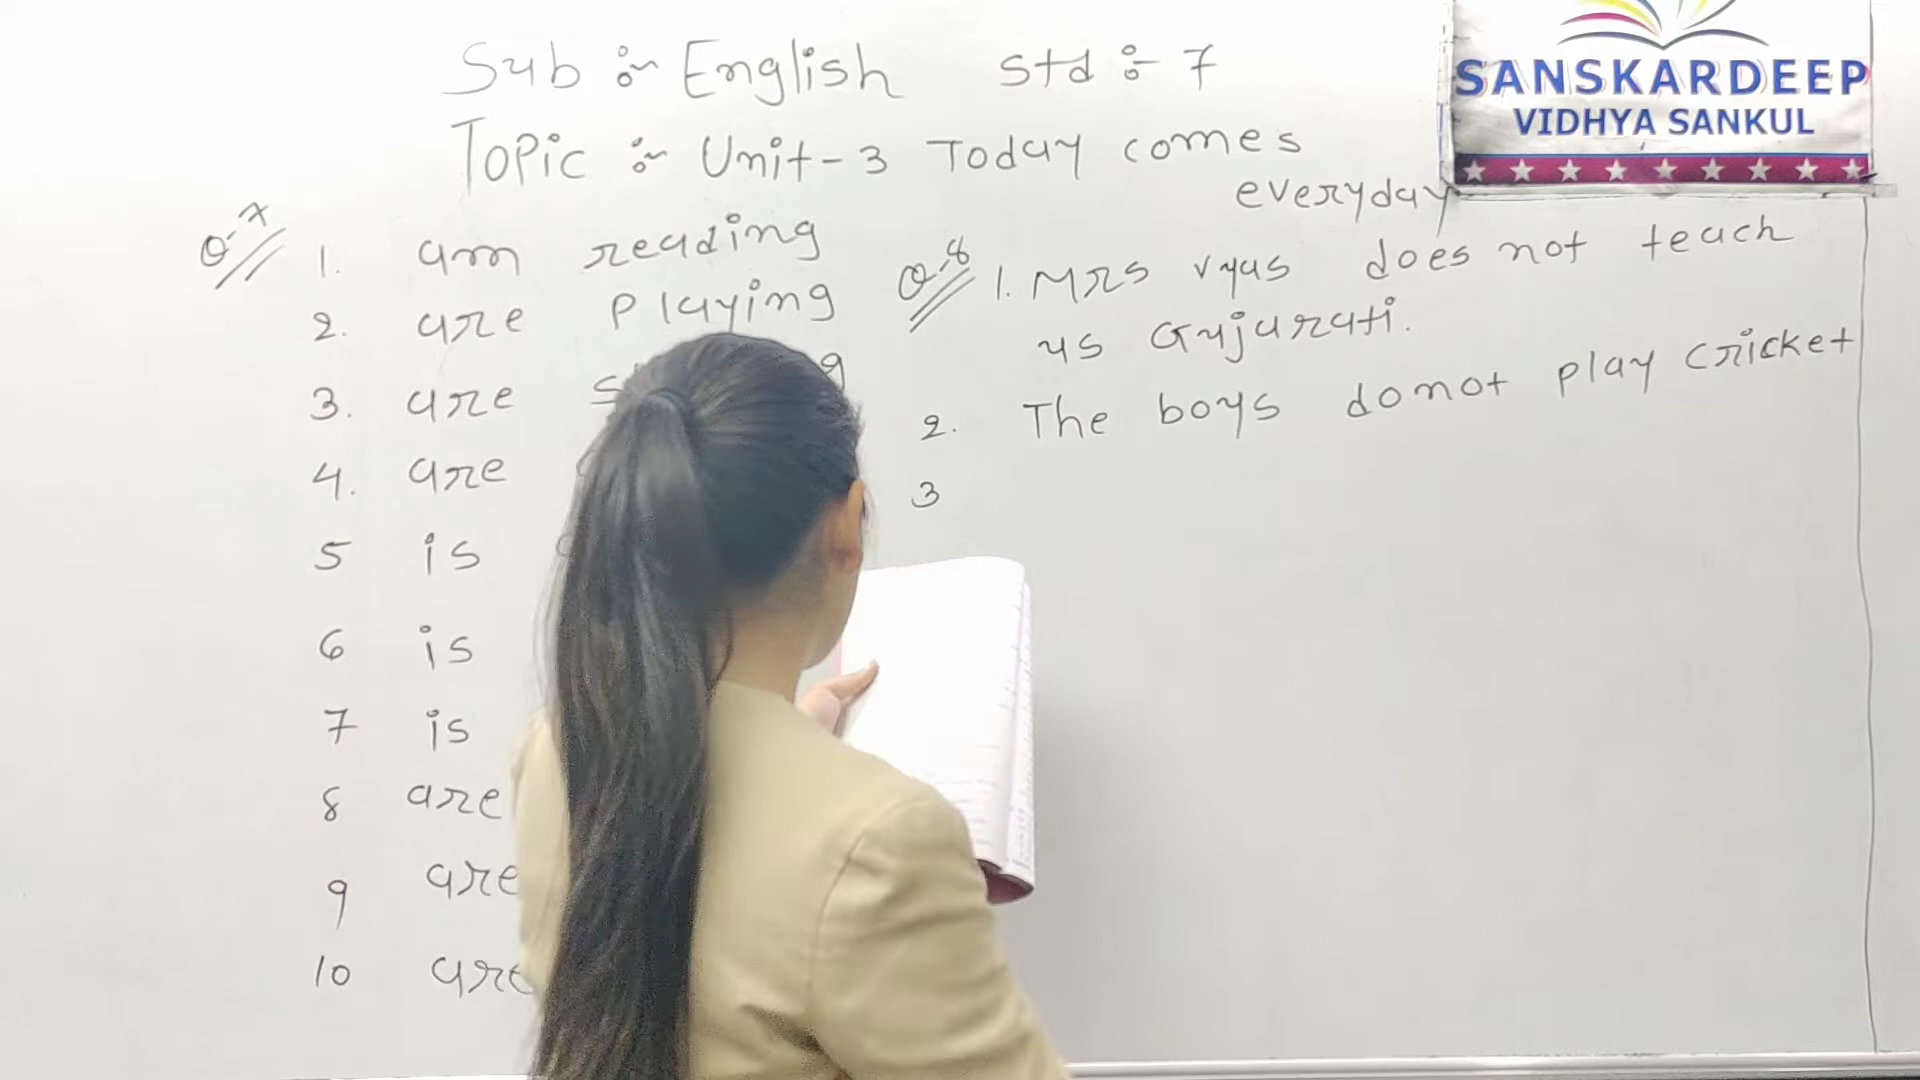 Sub :- English Std :- 7
Topic :- Unit-3 Today comes
everyday
SANSKARDEEP
VIDHYA SANKUL
Q-7
1. am reading
2. are playing
3. are
4. are
5 is
6 is
7 is
8 are
9 are
10 are
Q-8
1. Mrs Vyas does not teach
us Gujarati.
2. The boys donot play cricket
3